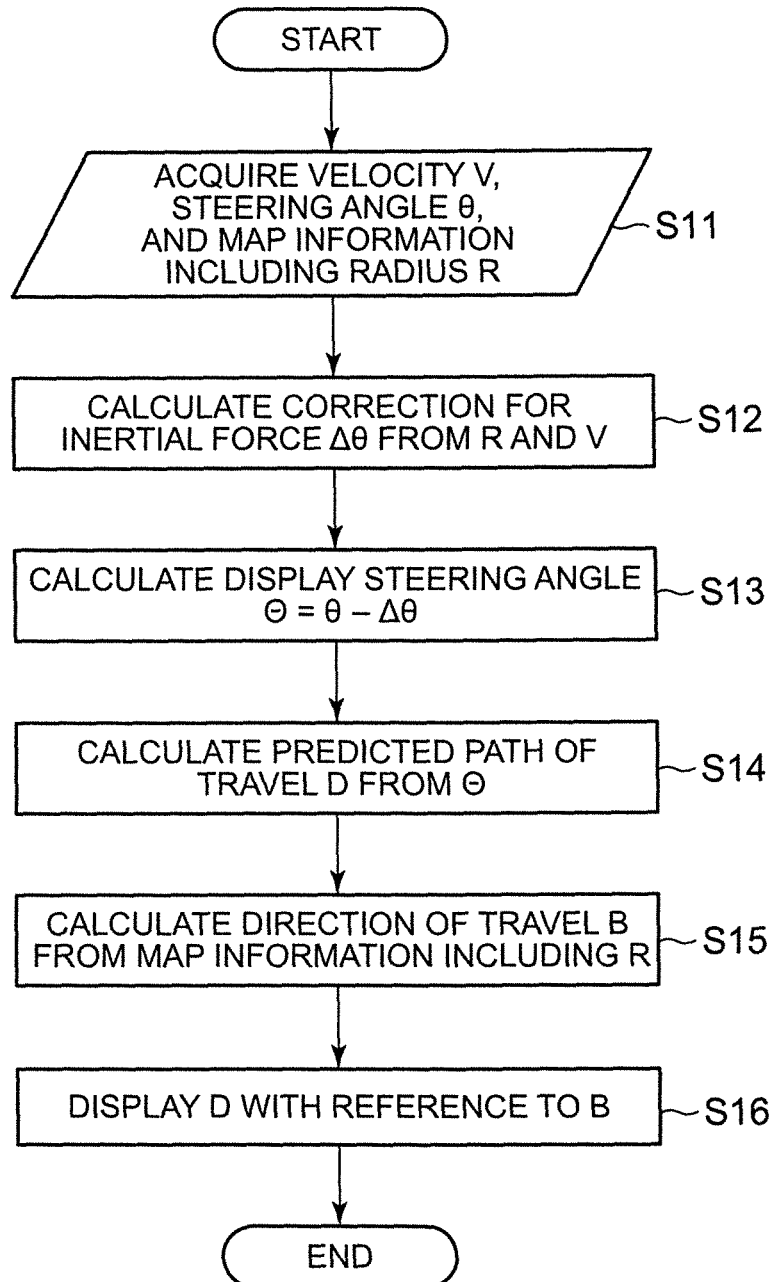 START
ACQUIRE VELOCITY V,
STEERING ANGLE θ,
AND MAP INFORMATION
INCLUDING RADIUS R
S11
CALCULATE CORRECTION FOR
INERTIAL FORCE Δθ FROM R AND V
S12
CALCULATE DISPLAY STEERING ANGLE
Θ = θ – Δθ
S13
CALCULATE PREDICTED PATH OF
TRAVEL D FROM Θ
S14
CALCULATE DIRECTION OF TRAVEL B
FROM MAP INFORMATION INCLUDING R
S15
DISPLAY D WITH REFERENCE TO B
S16
END